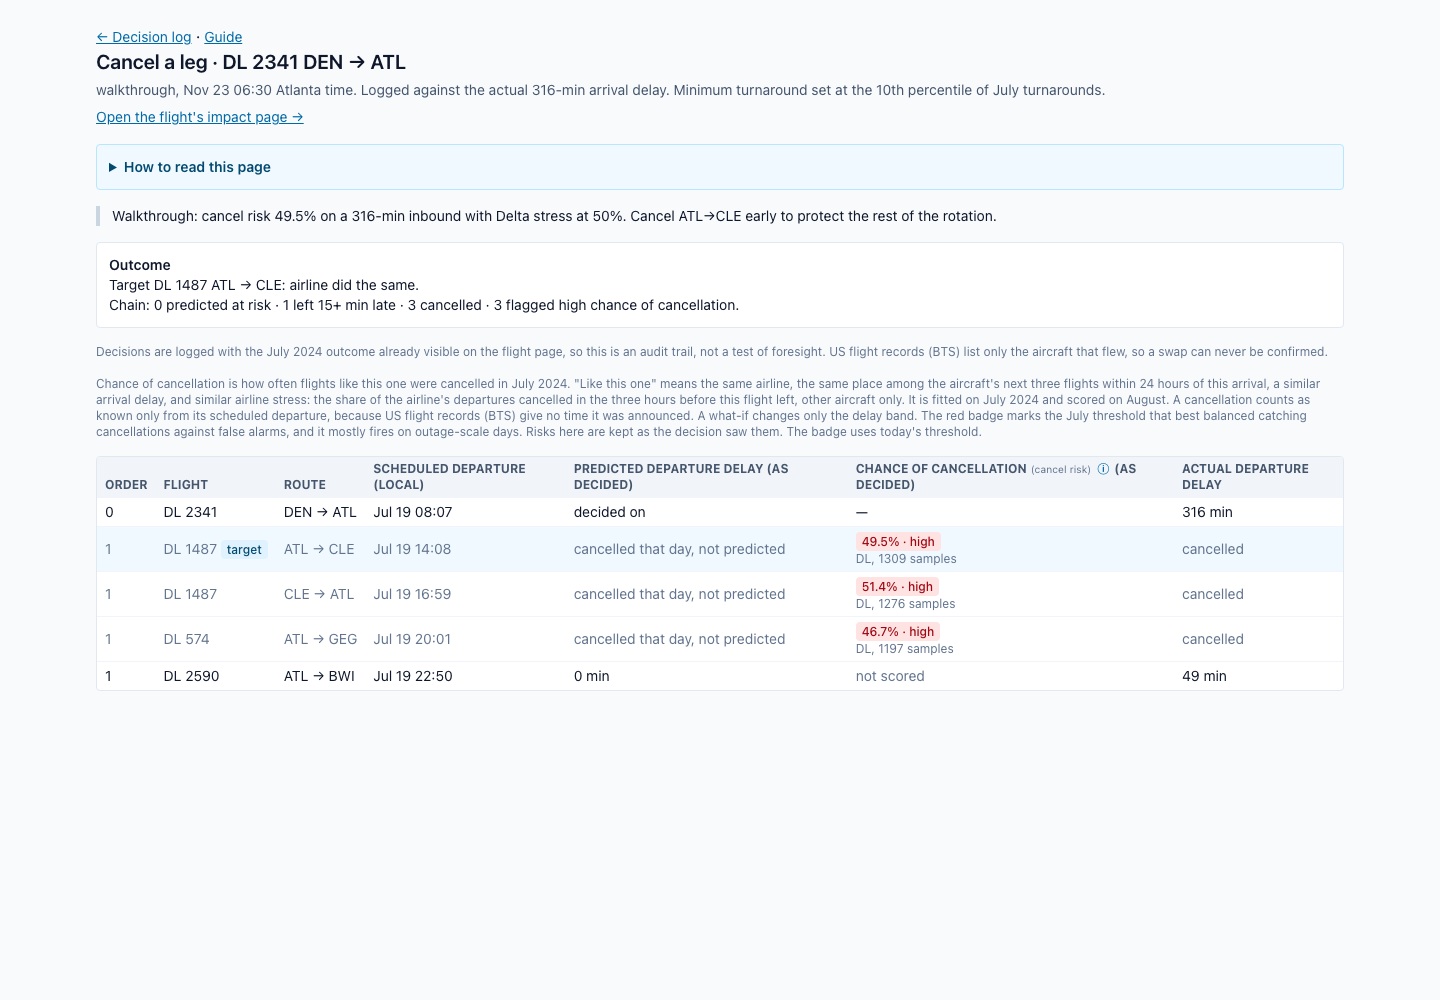 ← Decision log · Guide
Cancel a leg · DL 2341 DEN → ATL
walkthrough, Nov 23 06:30 Atlanta time. Logged against the actual 316-min arrival delay. Minimum turnaround set at the 10th percentile of July turnarounds.
Open the flight's impact page →
▶ How to read this page
Walkthrough: cancel risk 49.5% on a 316-min inbound with Delta stress at 50%. Cancel ATL→CLE early to protect the rest of the rotation.
Outcome
Target DL 1487 ATL → CLE: airline did the same.
Chain: 0 predicted at risk · 1 left 15+ min late · 3 cancelled · 3 flagged high chance of cancellation.
Decisions are logged with the July 2024 outcome already visible on the flight page, so this is an audit trail, not a test of foresight. US flight records (BTS) list only the aircraft that flew, so a swap can never be confirmed.
Chance of cancellation is how often flights like this one were cancelled in July 2024. "Like this one" means the same airline, the same place among the aircraft's next three flights within 24 hours of this arrival, a similar
arrival delay, and similar airline stress: the share of the airline's departures cancelled in the three hours before this flight left, other aircraft only. It is fitted on July 2024 and scored on August. A cancellation counts as
known only from its scheduled departure, because US flight records (BTS) give no time it was announced. A what-if changes only the delay band. The red badge marks the July threshold that best balanced catching
cancellations against false alarms, and it mostly fires on outage-scale days. Risks here are kept as the decision saw them. The badge uses today's threshold.
ORDER FLIGHT ROUTE SCHEDULED DEPARTURE (LOCAL) PREDICTED DEPARTURE DELAY (AS DECIDED) CHANCE OF CANCELLATION (cancel risk) ⓘ (AS DECIDED) ACTUAL DEPARTURE DELAY
0 DL 2341 DEN → ATL Jul 19 08:07 decided on — 316 min
1 DL 1487 target ATL → CLE Jul 19 14:08 cancelled that day, not predicted 49.5% · high DL, 1309 samples cancelled
1 DL 1487 CLE → ATL Jul 19 16:59 cancelled that day, not predicted 51.4% · high DL, 1276 samples cancelled
1 DL 574 ATL → GEG Jul 19 20:01 cancelled that day, not predicted 46.7% · high DL, 1197 samples cancelled
1 DL 2590 ATL → BWI Jul 19 22:50 0 min not scored 49 min